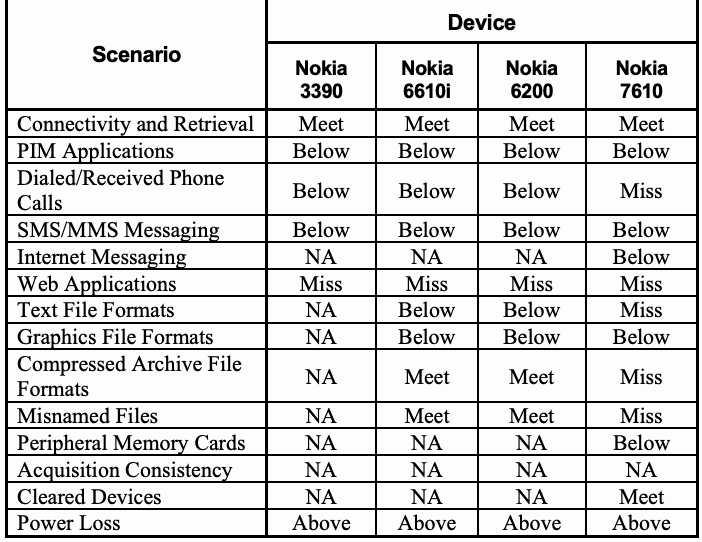 Device
Scenario
Nokia 3390 Nokia 6610i Nokia 6200 Nokia 7610
Connectivity and Retrieval Meet Meet Meet Meet
PIM Applications Below Below Below Below
Dialed/Received Phone
Calls Below Below Below Miss
SMS/MMS Messaging Below Below Below Below
Internet Messaging NA NA NA Below
Web Applications Miss Miss Miss Miss
Text File Formats NA Below Below Miss
Graphics File Formats NA Below Below Below
Compressed Archive File
Formats NA Meet Meet Miss
Misnamed Files NA Meet Meet Miss
Peripheral Memory Cards NA NA NA Below
Acquisition Consistency NA NA NA NA
Cleared Devices NA NA NA Meet
Power Loss Above Above Above Above